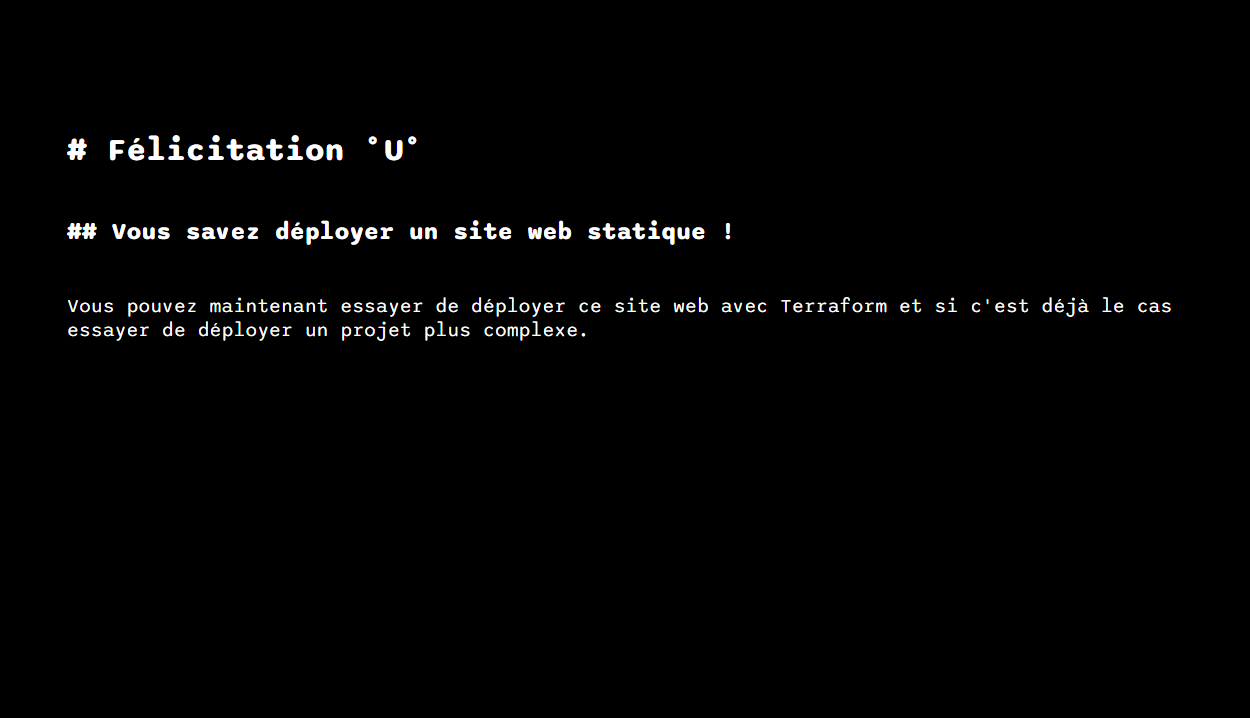 # Félicitation °U°
## Vous savez déployer un site web statique !
Vous pouvez maintenant essayer de déployer ce site web avec Terraform et si c'est déjà le cas
essayer de déployer un projet plus complexe.